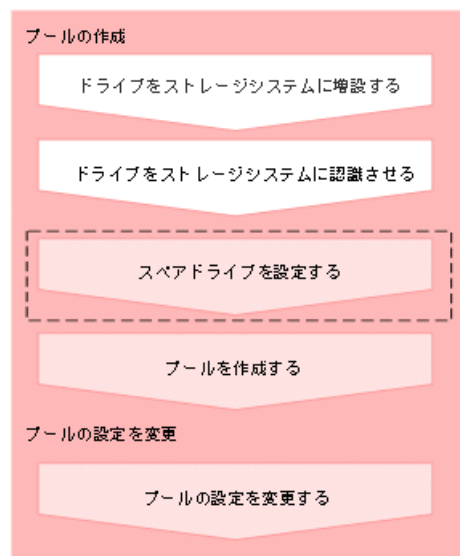 プールの作成
ドライブをストレージシステムに増設する
ドライブをストレージシステムに認識させる
スペアドライブを設定する
プールを作成する
プールの設定を変更
プールの設定を変更する